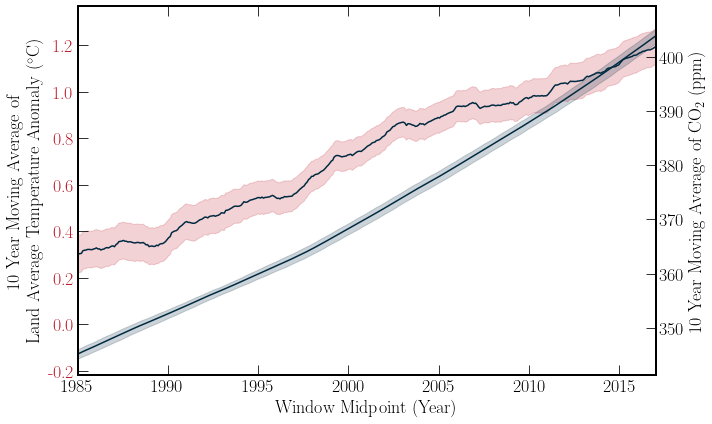 10 Year Moving Average of
Land Average Temperature Anomaly (°C)
1.2
1.0
0.8
0.6
0.4
0.2
0.0
-0.2
400
390
380
370
360
350
10 Year Moving Average of CO₂ (ppm)
1985 1990 1995 2000 2005 2010 2015
Window Midpoint (Year)